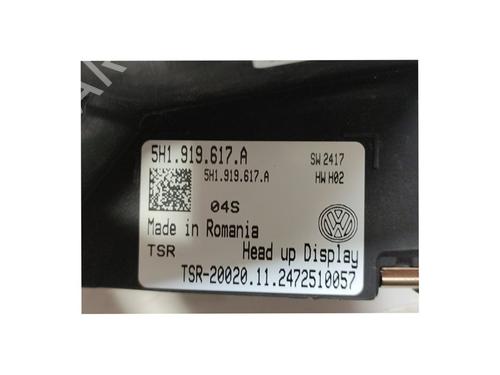 5H1.919.617.A
SW 2417
5H1.919.617.A
HW H02
04S
Made in Romania
TSR
Head up Display
TSR-20020.11.2472510057